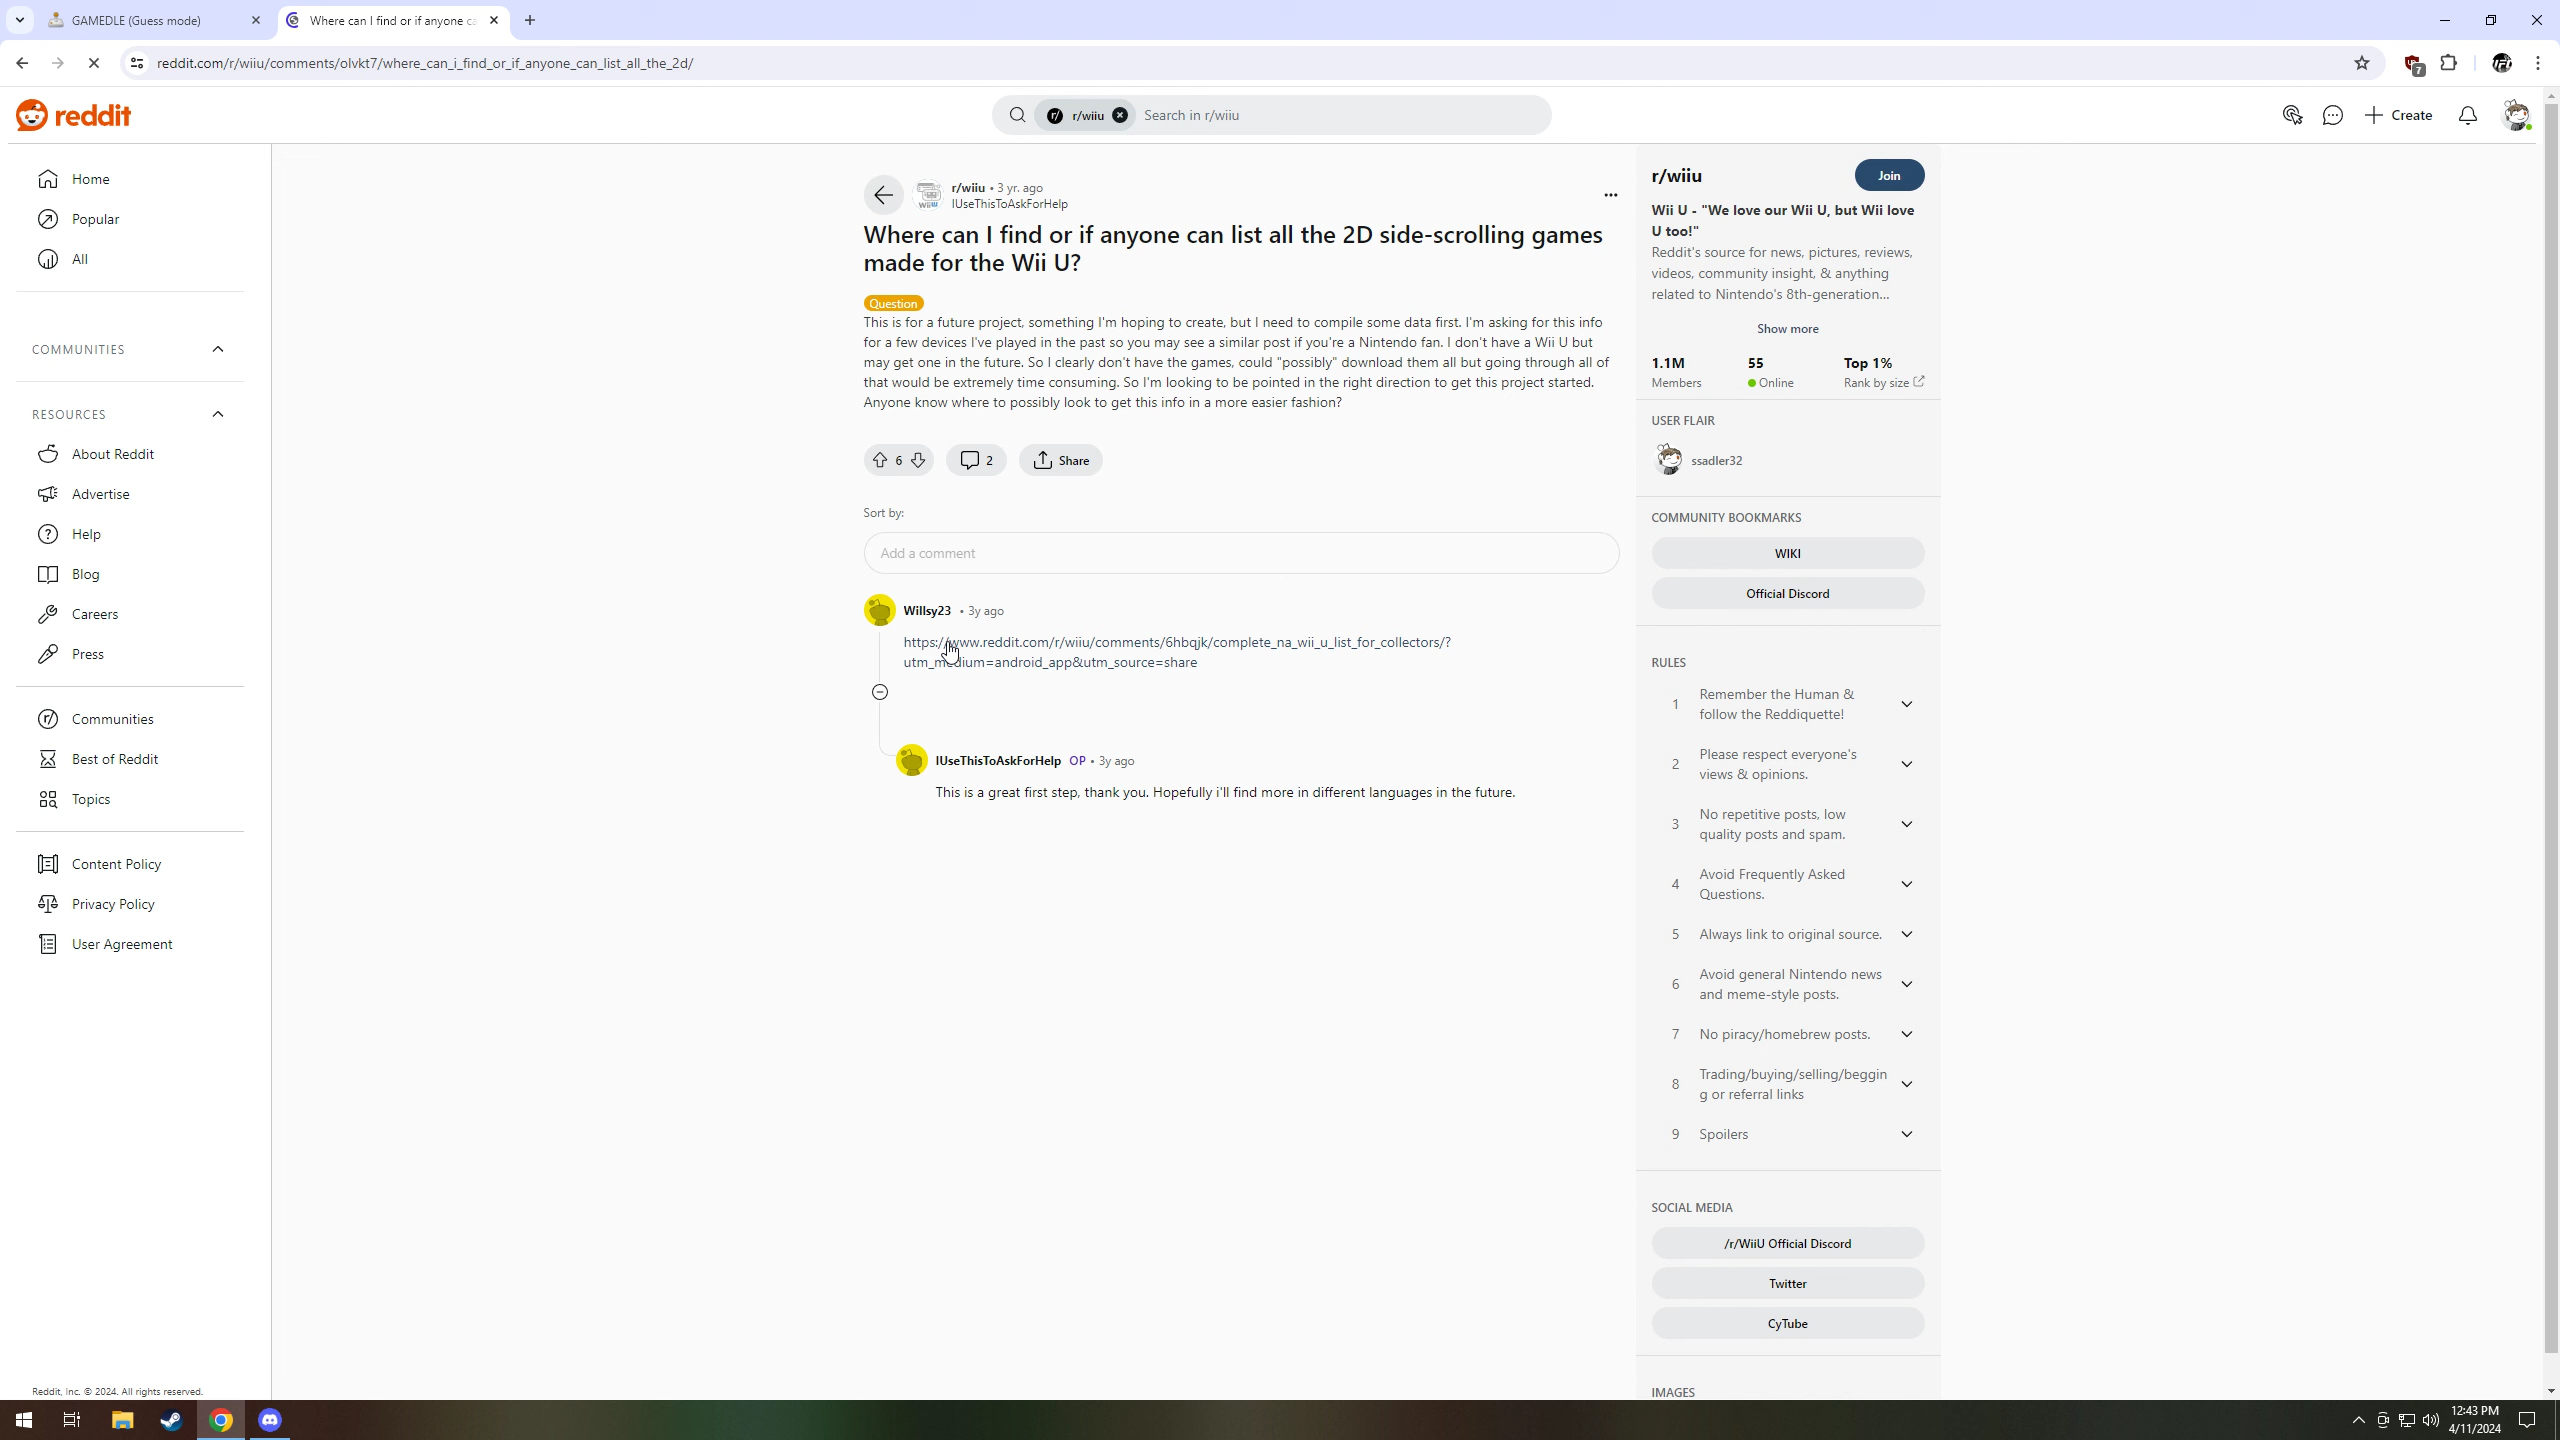 GAMEDLE (Guess mode)
Where can I find or if anyone ca
reddit.com/r/wiiu/comments/olvkt7/where_can_i_find_or_if_anyone_can_list_all_the_2d/
7
reddit
r/wiiu
Search in r/wiiu
Create
Home
Popular
All
COMMUNITIES
RESOURCES
About Reddit
Advertise
Help
Blog
Careers
Press
Communities
Best of Reddit
Topics
Content Policy
Privacy Policy
User Agreement
Reddit, Inc. © 2024. All rights reserved.
r/wiiu • 3 yr. ago
IUseThisToAskForHelp
Where can I find or if anyone can list all the 2D side-scrolling games
made for the Wii U?
Question
This is for a future project, something I'm hoping to create, but I need to compile some data first. I'm asking for this info
for a few devices I've played in the past so you may see a similar post if you're a Nintendo fan. I don't have a Wii U but
may get one in the future. So I clearly don't have the games, could "possibly" download them all but going through all of
that would be extremely time consuming. So I'm looking to be pointed in the right direction to get this project started.
Anyone know where to possibly look to get this info in a more easier fashion?
6
2
Share
Sort by:
Add a comment
Willsy23 • 3y ago
https://www.reddit.com/r/wiiu/comments/6hbqjk/complete_na_wii_u_list_for_collectors/?
utm_medium=android_app&utm_source=share
IUseThisToAskForHelp OP • 3y ago
This is a great first step, thank you. Hopefully i'll find more in different languages in the future.
r/wiiu
Join
Wii U - "We love our Wii U, but Wii love
U too!"
Reddit's source for news, pictures, reviews,
videos, community insight, & anything
related to Nintendo's 8th-generation...
Show more
1.1M 55 Top 1%
Members Online Rank by size
USER FLAIR
ssadler32
COMMUNITY BOOKMARKS
WIKI
Official Discord
RULES
1 Remember the Human &
follow the Reddiquette!
2 Please respect everyone's
views & opinions.
3 No repetitive posts, low
quality posts and spam.
4 Avoid Frequently Asked
Questions.
5 Always link to original source.
6 Avoid general Nintendo news
and meme-style posts.
7 No piracy/homebrew posts.
8 Trading/buying/selling/beggin
g or referral links
9 Spoilers
SOCIAL MEDIA
/r/WiiU Official Discord
Twitter
CyTube
IMAGES
12:43 PM
4/11/2024